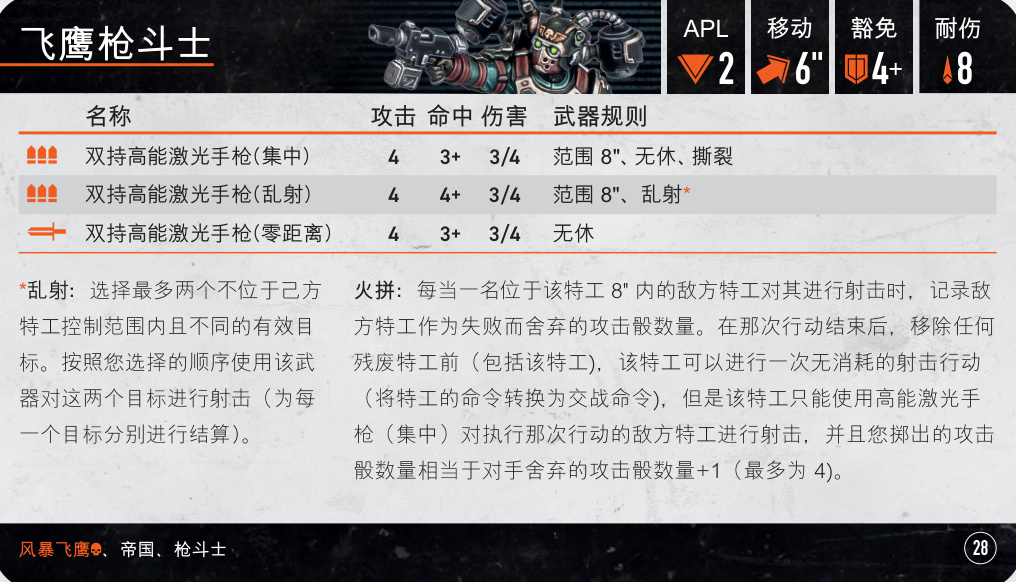 飞鹰枪斗士
APL 移动 豁免 耐伤
2 6" 4+ 8
名称 攻击 命中 伤害 武器规则
双持高能激光手枪(集中) 4 3+ 3/4 范围 8"、无休、撕裂
双持高能激光手枪(乱射) 4 4+ 3/4 范围 8"、乱射*
双持高能激光手枪(零距离) 4 3+ 3/4 无休
*乱射：选择最多两个不位于己方
特工控制范围内且不同的有效目
标。按照您选择的顺序使用该武
器对这两个目标进行射击（为每
一个目标分别进行结算）。
火拼：每当一名位于该特工 8" 内的敌方特工对其进行射击时，记录敌
方特工作为失败而舍弃的攻击骰数量。在那次行动结束后，移除任何
残废特工前（包括该特工），该特工可以进行一次无消耗的射击行动
（将特工的命令转换为交战命令），但是该特工只能使用高能激光手
枪（集中）对执行那次行动的敌方特工进行射击，并且您掷出的攻击
骰数量相当于对手舍弃的攻击骰数量+1（最多为 4）。
风暴飞鹰、帝国、枪斗士
28